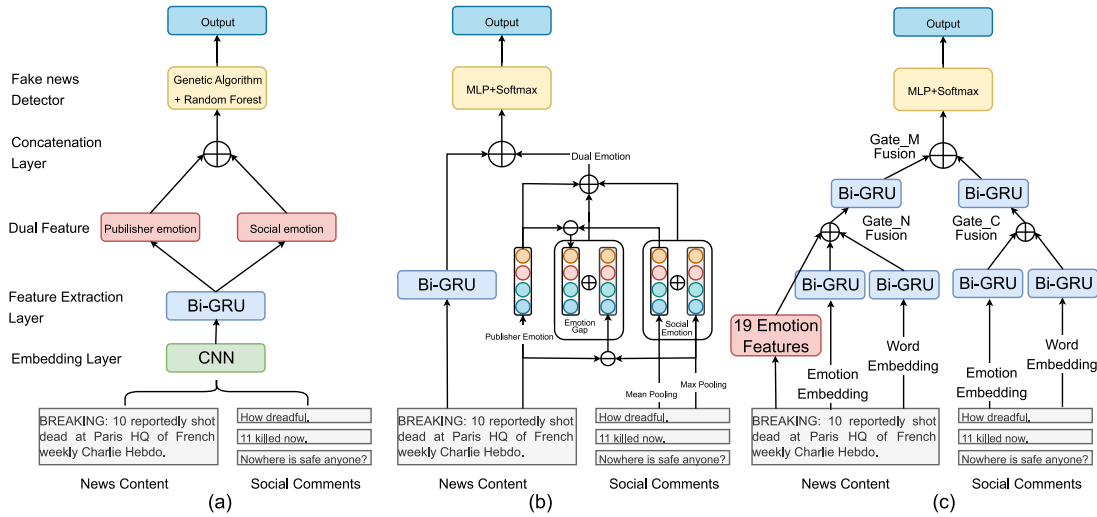 Output
Fake news
Detector
Genetic Algorithm
+ Random Forest
Concatenation
Layer
Dual Feature
Publisher emotion
Social emotion
Feature Extraction
Layer
Bi-GRU
Embedding Layer
CNN
BREAKING: 10 reportedly shot
dead at Paris HQ of French
weekly Charlie Hebdo.
How dreadful.
11 killed now.
Nowhere is safe anyone?
News Content
Social Comments
(a)
Output
MLP+Softmax
Dual Emotion
Bi-GRU
Publisher Emotion
Emotion
Gap
Social
Emotion
Mean Pooling
Max Pooling
BREAKING: 10 reportedly shot
dead at Paris HQ of French
weekly Charlie Hebdo.
How dreadful.
11 killed now.
Nowhere is safe anyone?
News Content
Social Comments
(b)
Output
MLP+Softmax
Gate_M
Fusion
Bi-GRU
Bi-GRU
Gate_N
Fusion
Gate_C
Fusion
Bi-GRU
Bi-GRU
Bi-GRU
Bi-GRU
19 Emotion
Features
Emotion
Embedding
Word
Embedding
Emotion
Embedding
Word
Embedding
BREAKING: 10 reportedly shot
dead at Paris HQ of French
weekly Charlie Hebdo.
How dreadful.
11 killed now.
Nowhere is safe anyone?
News Content
Social Comments
(c)